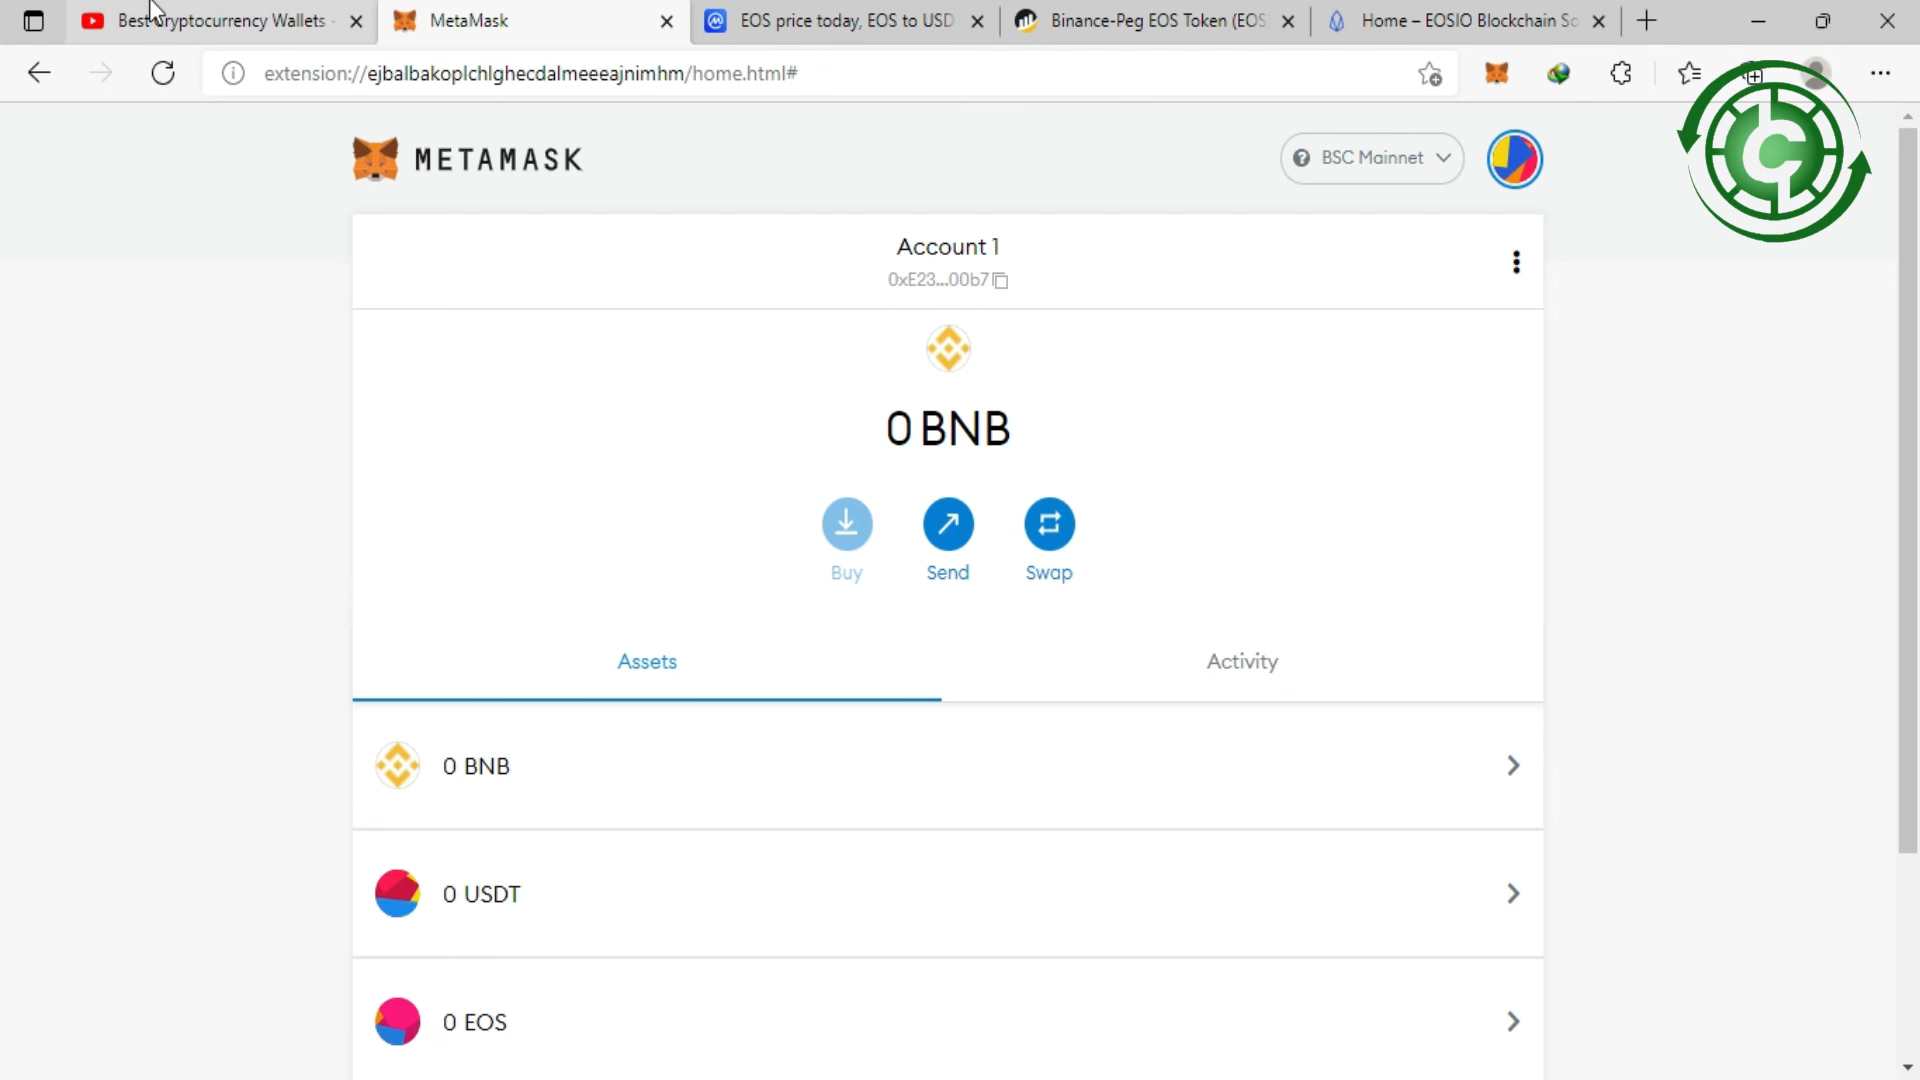 Best Cryptocurrency Wallets -
MetaMask
EOS price today, EOS to USD
Binance-Peg EOS Token (EOS
Home – EOSIO Blockchain So
extension://ejbalbakoplchlghecdalmeeeajnimhm/home.html#
METAMASK
BSC Mainnet
Account 1
0xE23...00b7
0 BNB
Buy
Send
Swap
Assets
Activity
0 BNB
0 USDT
0 EOS